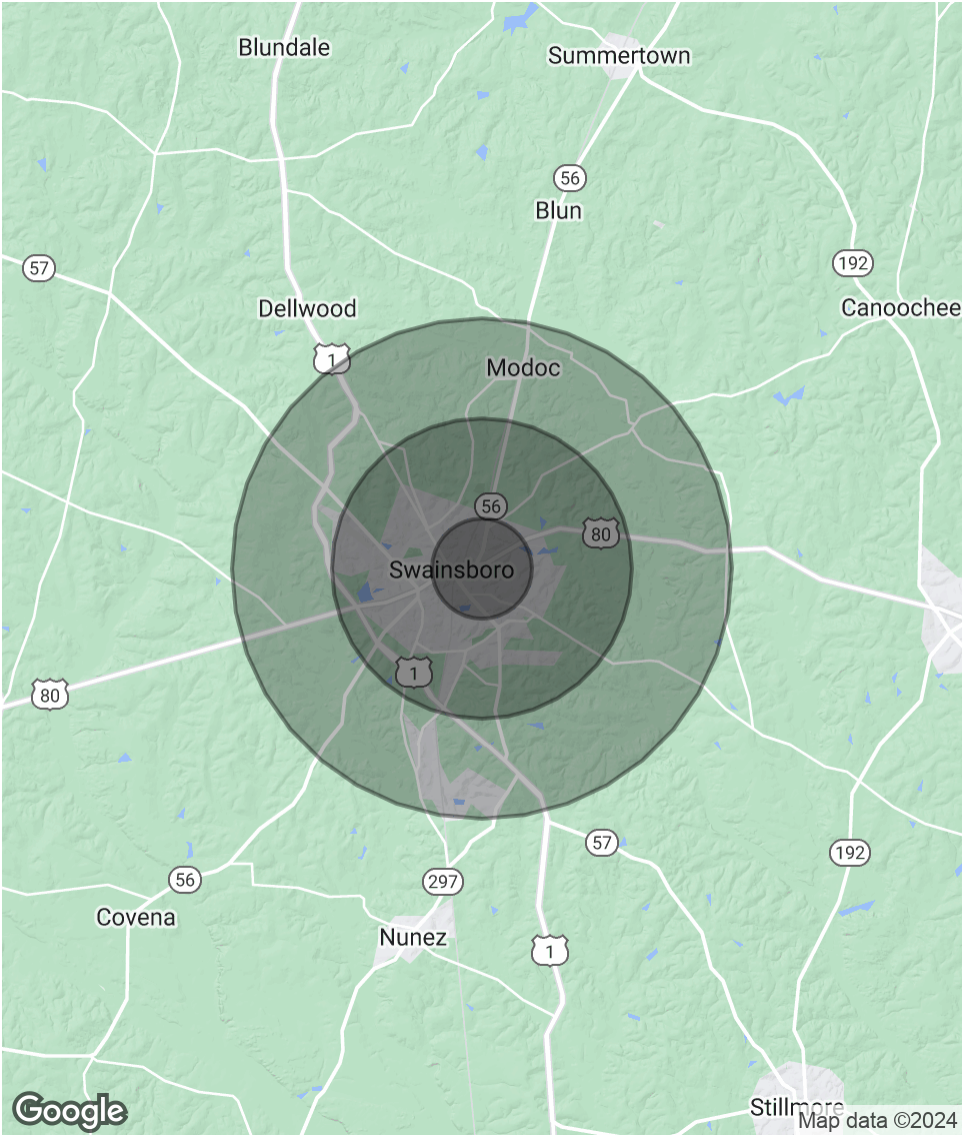 Blundale
Summertown
56
Blun
57
192
Dellwood
Canoochee
1
Modoc
56
80
Swainsboro
1
80
57
192
56
297
Covena
Nunez
1
Google
Stillmore
Map data ©2024